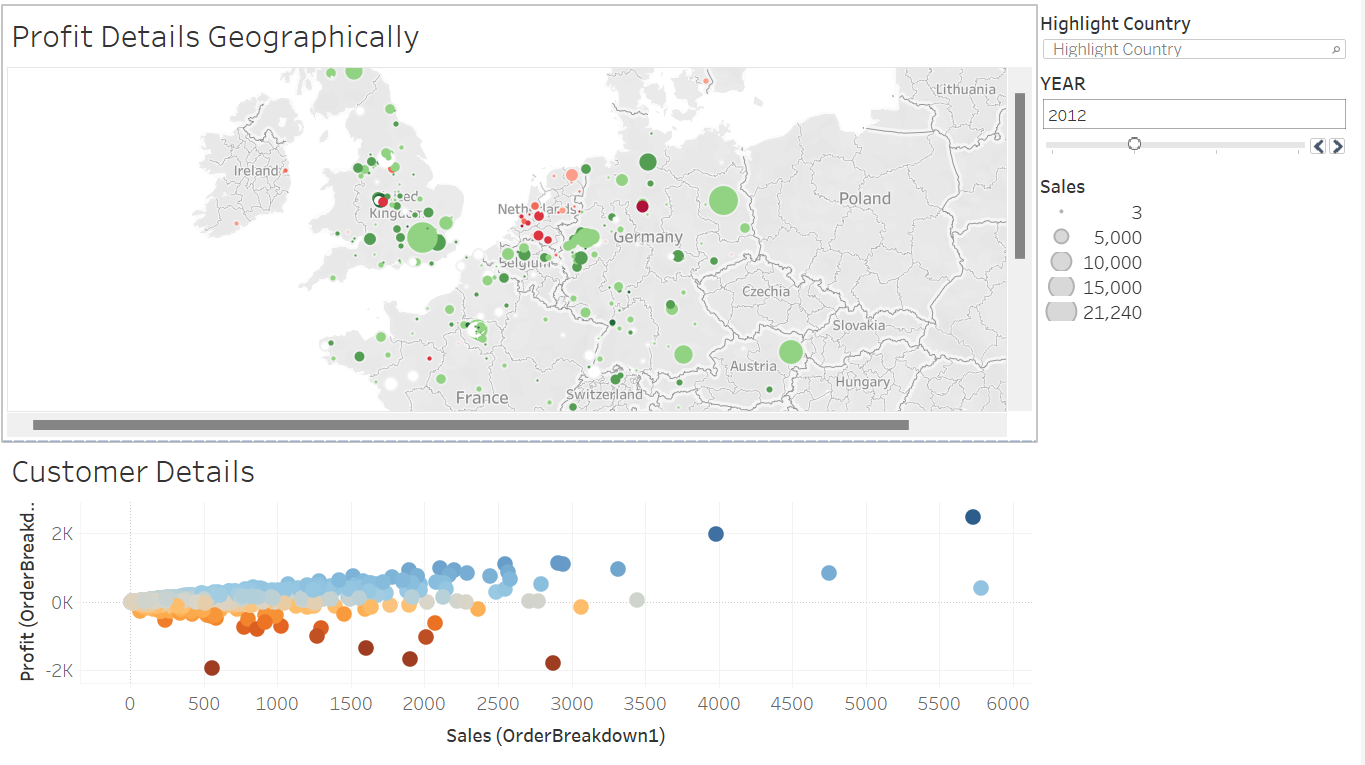 Profit Details Geographically
Lithuania
Ireland
Poland
Germany
Belgium
Czechia
Slovakia
Austria
Hungary
France
Switzerland
Highlight Country
Highlight Country
YEAR
2012
Sales
3
5,000
10,000
15,000
21,240
Customer Details
Profit (OrderBreakd..
2K
0K
-2K
0 500 1000 1500 2000 2500 3000 3500 4000 4500 5000 5500 6000
Sales (OrderBreakdown1)